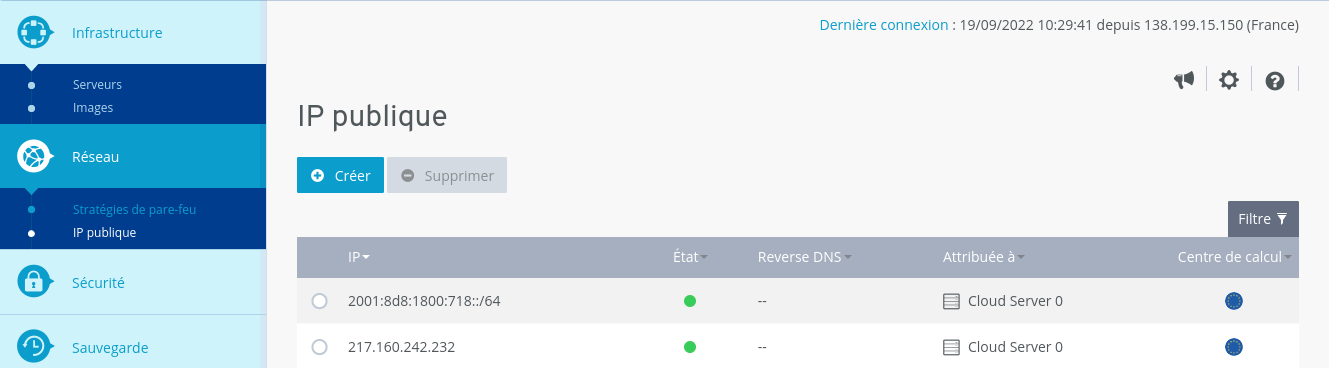 Infrastructure
Serveurs
Images
Réseau
Stratégies de pare-feu
IP publique
Sécurité
Sauvegarde
Dernière connexion : 19/09/2022 10:29:41 depuis 138.199.15.150 (France)
IP publique
Créer Supprimer
Filtre
IP État Reverse DNS Attribuée à Centre de calcul
2001:8d8:1800:718::/64 -- Cloud Server 0
217.160.242.232 -- Cloud Server 0